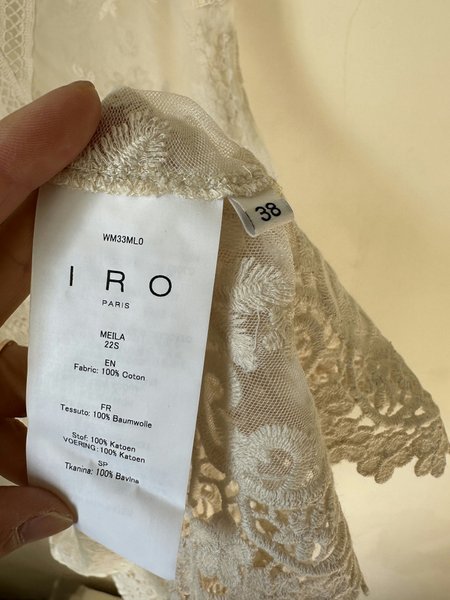 WM33ML0
IRO
PARIS
MEILA
22S
EN
Fabric: 100% Coton
FR
Tessuto: 100% Baumwolle
Stof: 100% Katoen
VOERING: 100% Katoen
SP
Tkanina: 100% Bavlna
38